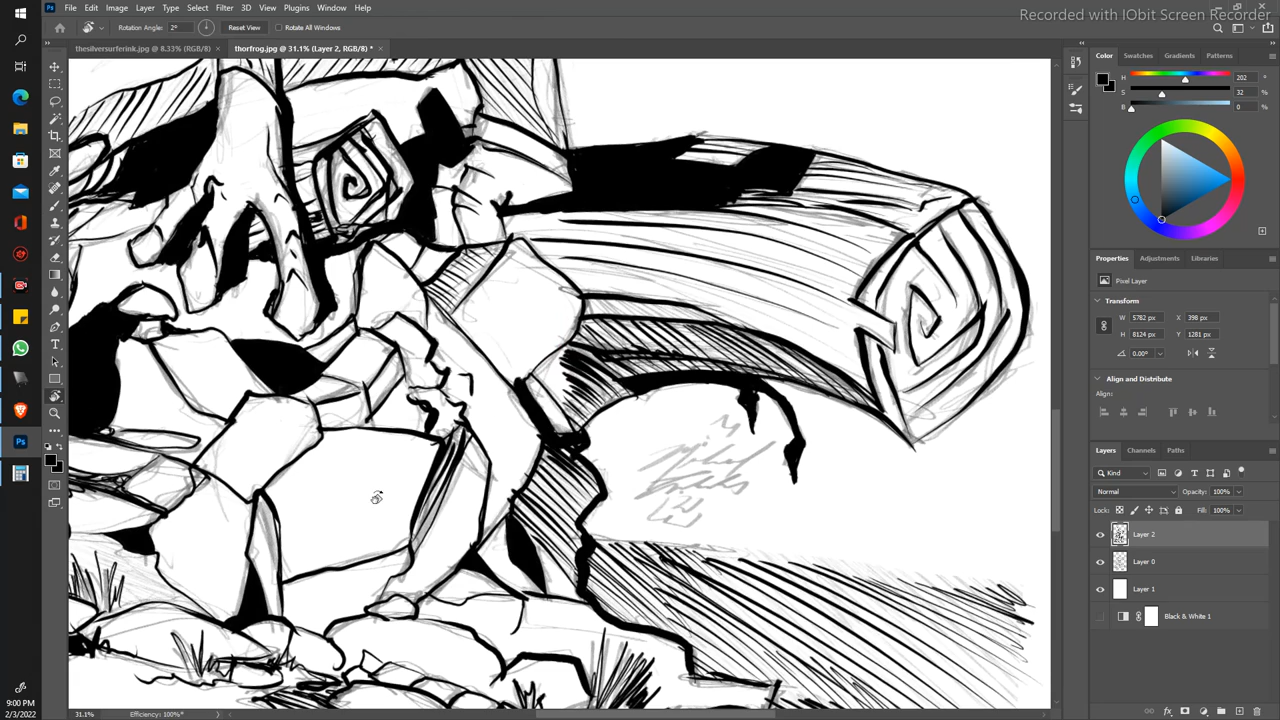 Recorded with IObit Screen Recorder
Ps File Edit Image Layer Type Select Filter 3D View Plugins Window Help
Rotation Angle: 2° Reset View Rotate All Windows
thesilversurferink.jpg @ 8.33% (RGB/8) × thorfrog.jpg @ 31.1% (Layer 2, RGB/8) * ×
Color Swatches Gradients Patterns
H 202 °
S 32 %
B 0 %
Properties Adjustments Libraries
Pixel Layer
Transform
W 5782 px X 398 px
H 8124 px Y 1281 px
0.00°
Align and Distribute
Align:
Layers Channels Paths
Kind
Normal Opacity: 100%
Lock: Fill: 100%
Layer 2
Layer 0
Layer 1
Black & White 1
31.1% Efficiency: 100%*
9:00 PM
2/3/2022